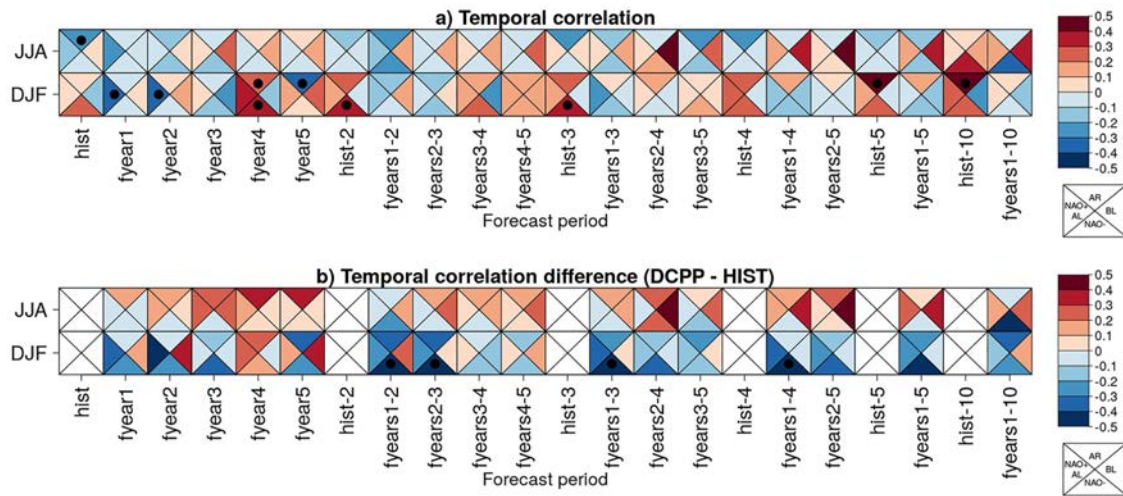 a) Temporal correlation
JJA
DJF
hist
fyear1
fyear2
fyear3
fyear4
fyear5
hist-2
fyears1-2
fyears2-3
fyears3-4
fyears4-5
hist-3
fyears1-3
fyears2-4
fyears3-5
hist-4
fyears1-4
fyears2-5
hist-5
fyears1-5
hist-10
fyears1-10
Forecast period
0.5
0.4
0.3
0.2
0.1
0
-0.1
-0.2
-0.3
-0.4
-0.5
AR
NAO+ BL
AL
NAO-
b) Temporal correlation difference (DCPP - HIST)
JJA
DJF
hist
fyear1
fyear2
fyear3
fyear4
fyear5
hist-2
fyears1-2
fyears2-3
fyears3-4
fyears4-5
hist-3
fyears1-3
fyears2-4
fyears3-5
hist-4
fyears1-4
fyears2-5
hist-5
fyears1-5
hist-10
fyears1-10
Forecast period
0.5
0.4
0.3
0.2
0.1
0
-0.1
-0.2
-0.3
-0.4
-0.5
AR
NAO+ BL
AL
NAO-